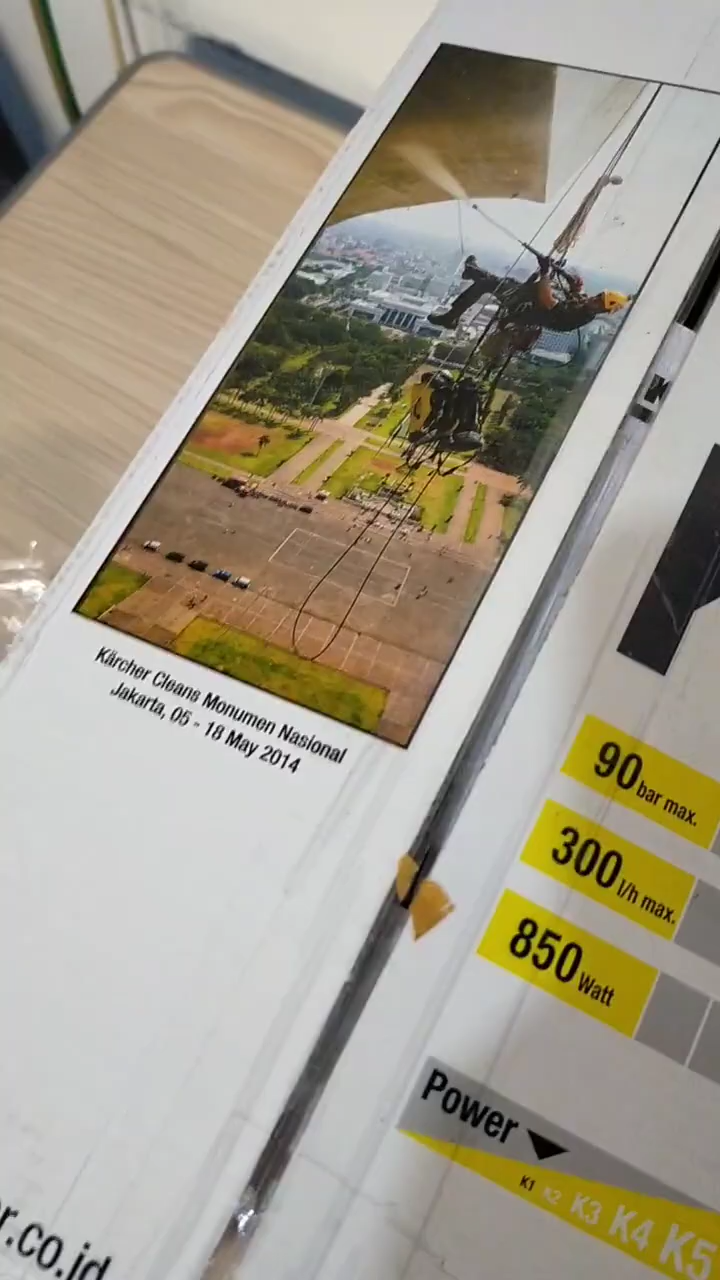 Kärcher Cleans Monumen Nasional
Jakarta, 05 - 18 May 2014
90 bar max.
300 l/h max.
850 Watt
Power
K1 K2 K3 K4 K5
r.co.id